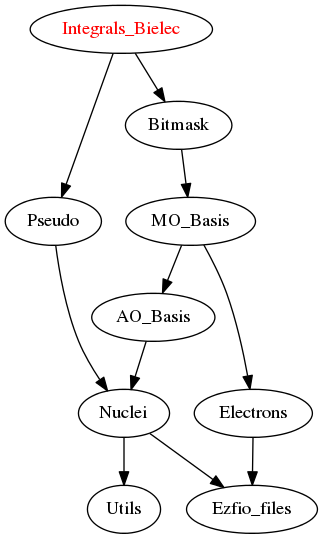 Integrals_Bielec
Bitmask
Pseudo
MO_Basis
AO_Basis
Nuclei
Electrons
Utils
Ezfio_files